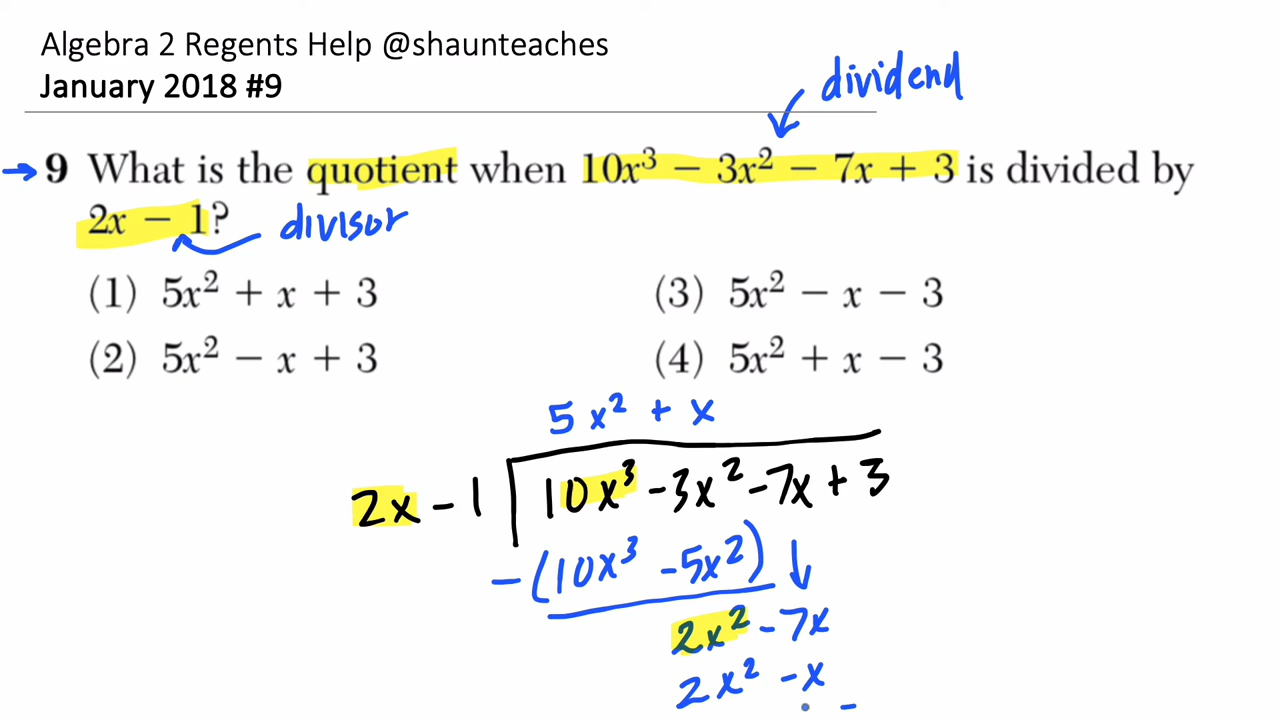 Algebra 2 Regents Help @shaunteaches
January 2018 #9
dividend
→ 9 What is the quotient when 10x³ − 3x² − 7x + 3 is divided by
2x − 1?
divisor
(1) 5x² + x + 3
(3) 5x² − x − 3
(2) 5x² − x + 3
(4) 5x² + x − 3
5x² + x
2x - 1 10x³ - 3x² - 7x + 3
-(10x³ - 5x²) ↓
2x² - 7x
2x² - x